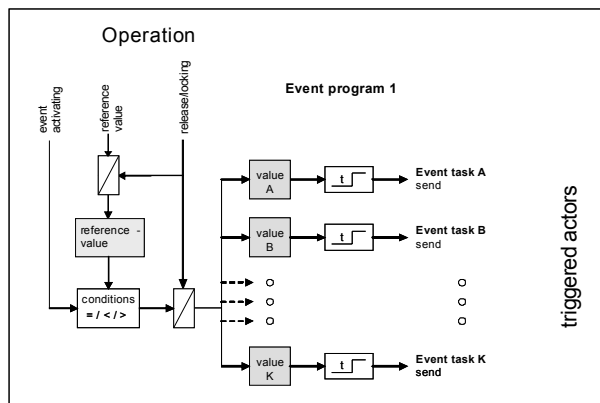 Operation
event
activating
reference
value
release/locking
Event program 1
value
A
t
Event task A
send
reference -
value
value
B
t
Event task B
send
conditions
= / < / >
value
K
t
Event task K
send
triggered actors